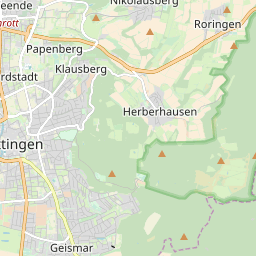 eende
Nikolausberg
Roringen
Papenberg
Klausberg
rdstadt
Herberhausen
ttingen
Geismar